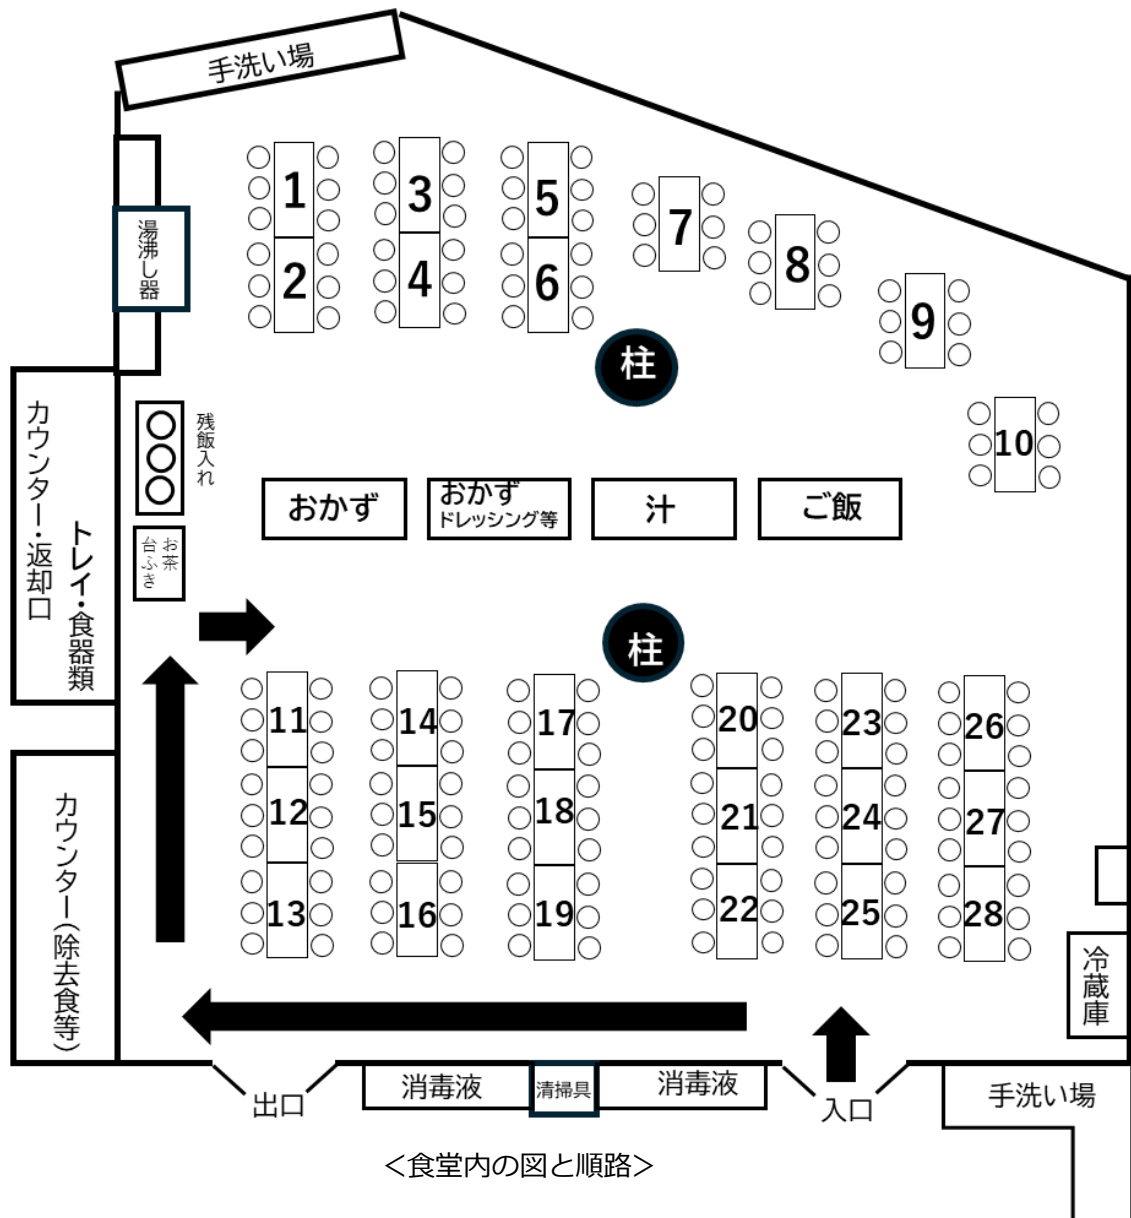 手洗い場
湯沸し器
1
3
5
7
2
4
6
8
9
10
柱
カウンター・返却口
トレイ・食器類
残飯入れ
お茶
台ふき
おかず
おかず
ドレッシング等
汁
ご飯
柱
11
14
17
20
23
26
12
15
18
21
24
27
13
16
19
22
25
28
カウンター（除去食等）
冷蔵庫
出口
消毒液
清掃具
消毒液
入口
手洗い場
＜食堂内の図と順路＞